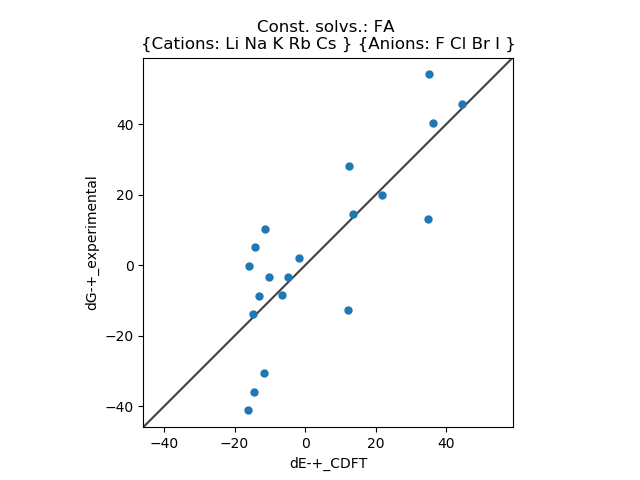 Const. solvs.: FA
{Cations: Li Na K Rb Cs } {Anions: F Cl Br I }
dG-+_experimental
40
20
0
−20
−40
−40
−20
0
20
40
dE-+_CDFT